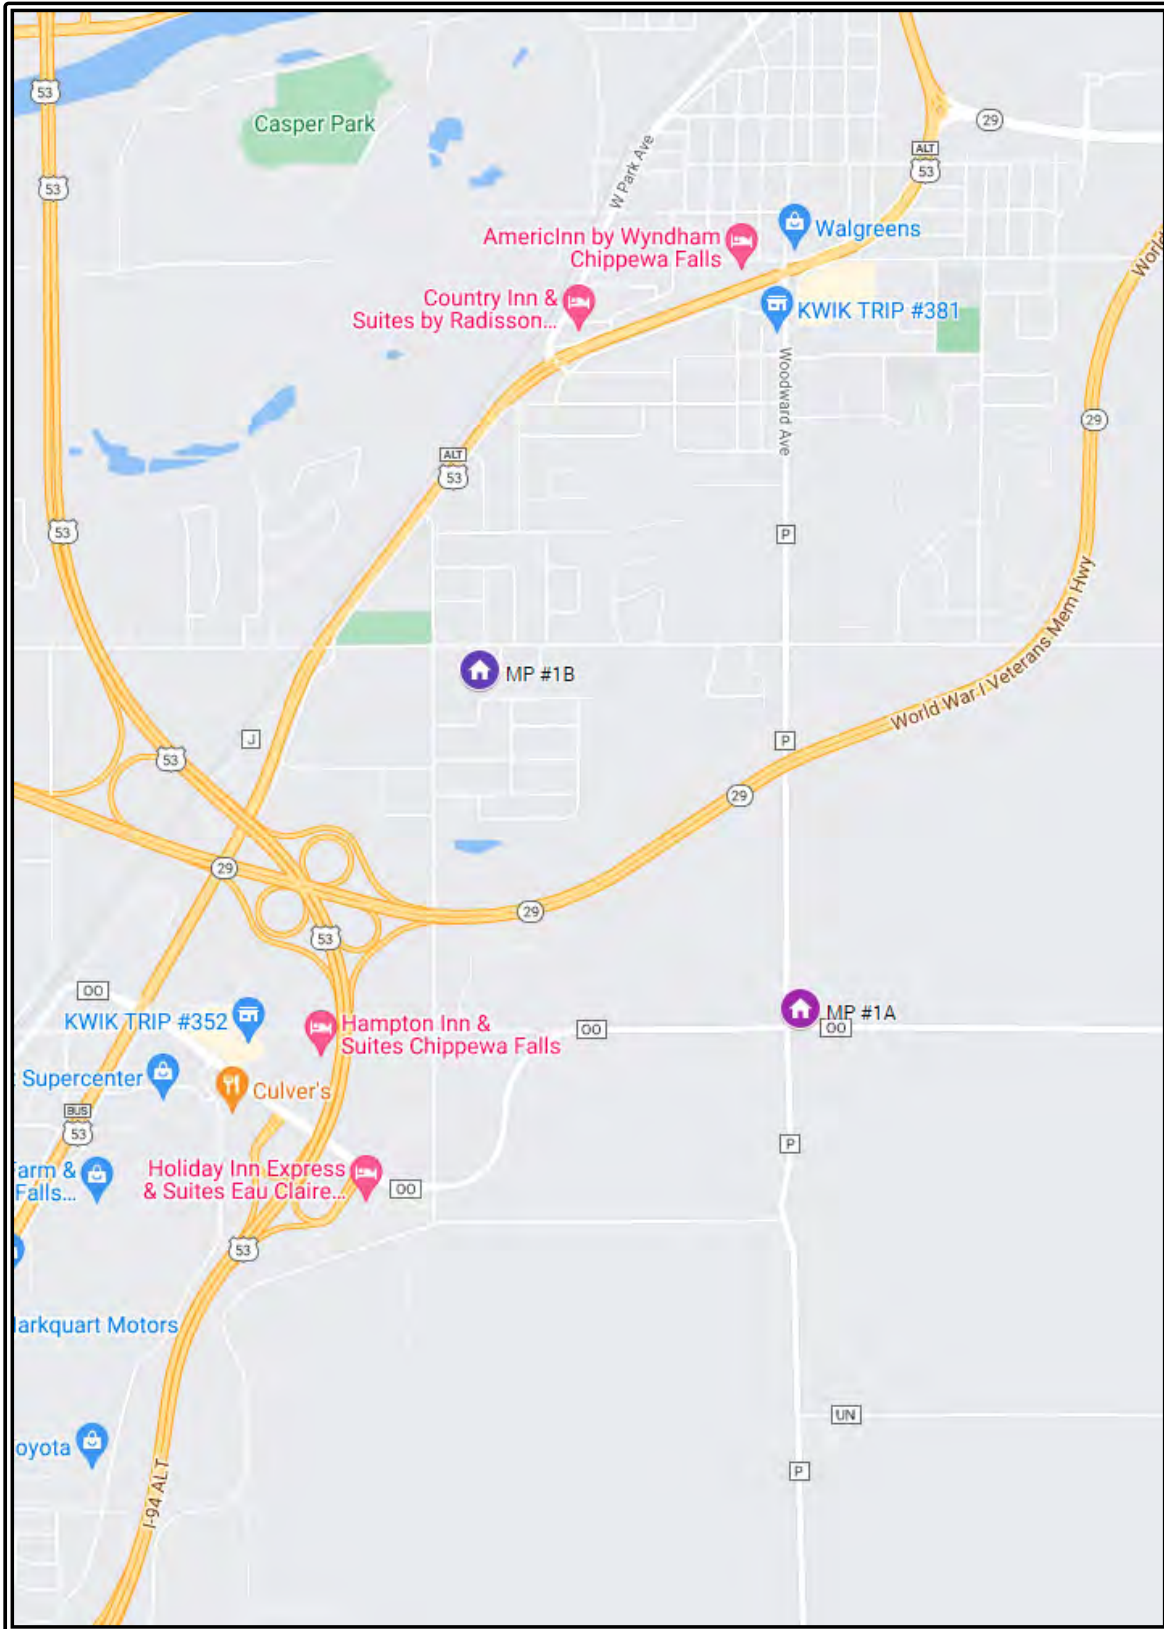 53
Casper Park
29
ALT
53
53
W Park Ave
AmericInn by Wyndham
Chippewa Falls
Walgreens
World
Country Inn &
Suites by Radisson...
KWIK TRIP #381
Woodward Ave
29
ALT
53
53
P
World War I Veterans Mem Hwy
MP #1B
J
P
53
29
29
29
53
OO
KWIK TRIP #352
Hampton Inn &
Suites Chippewa Falls
OO
MP #1A
OO
Supercenter
Culver's
BUS
53
P
Farm &
Falls...
Holiday Inn Express
& Suites Eau Claire...
OO
53
arkquart Motors
UN
oyota
P
I-94 ALT